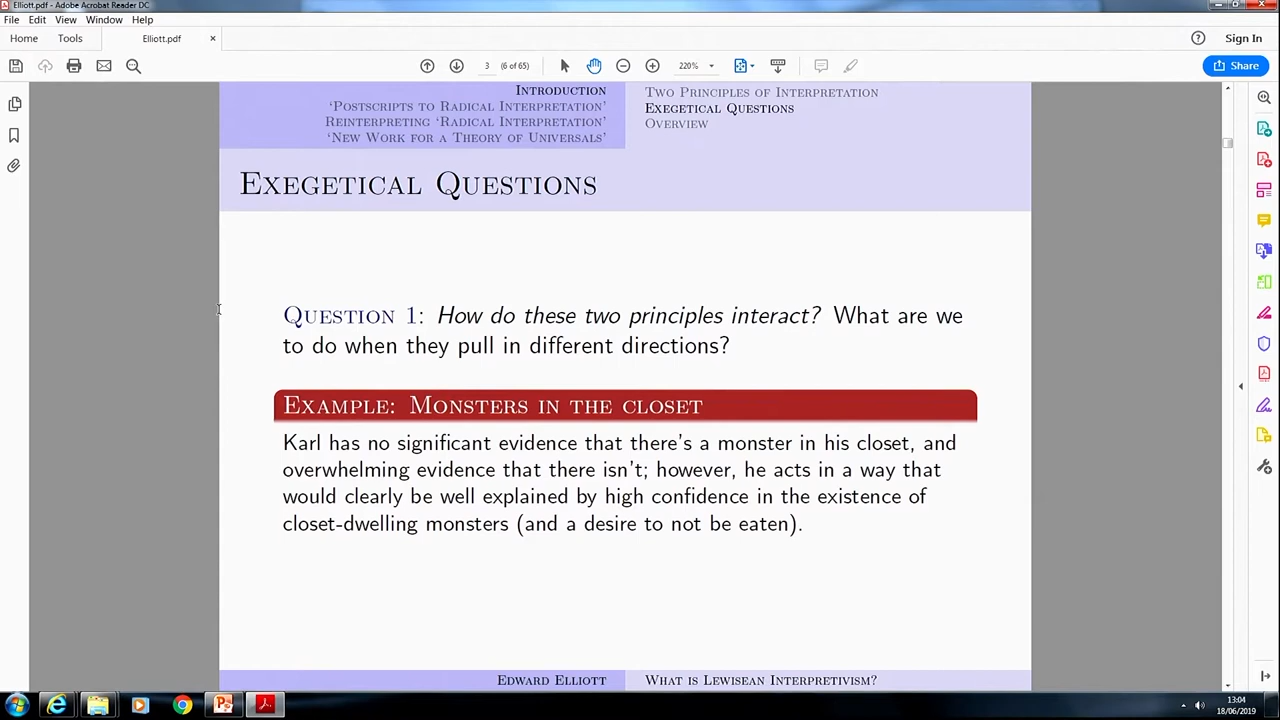 Elliott.pdf - Adobe Acrobat Reader DC
File Edit View Window Help
Home Tools Elliott.pdf × Sign In
3 (6 of 65) 220% Share
Introduction
‘Postscripts to Radical Interpretation’
Reinterpreting ‘Radical Interpretation’
‘New Work for a Theory of Universals’
Two Principles of Interpretation
Exegetical Questions
Overview
Exegetical Questions
Question 1: How do these two principles interact? What are we
to do when they pull in different directions?
Example: Monsters in the closet
Karl has no significant evidence that there’s a monster in his closet, and
overwhelming evidence that there isn’t; however, he acts in a way that
would clearly be well explained by high confidence in the existence of
closet-dwelling monsters (and a desire to not be eaten).
Edward Elliott What is Lewisean Interpretivism?
13:04
18/06/2019